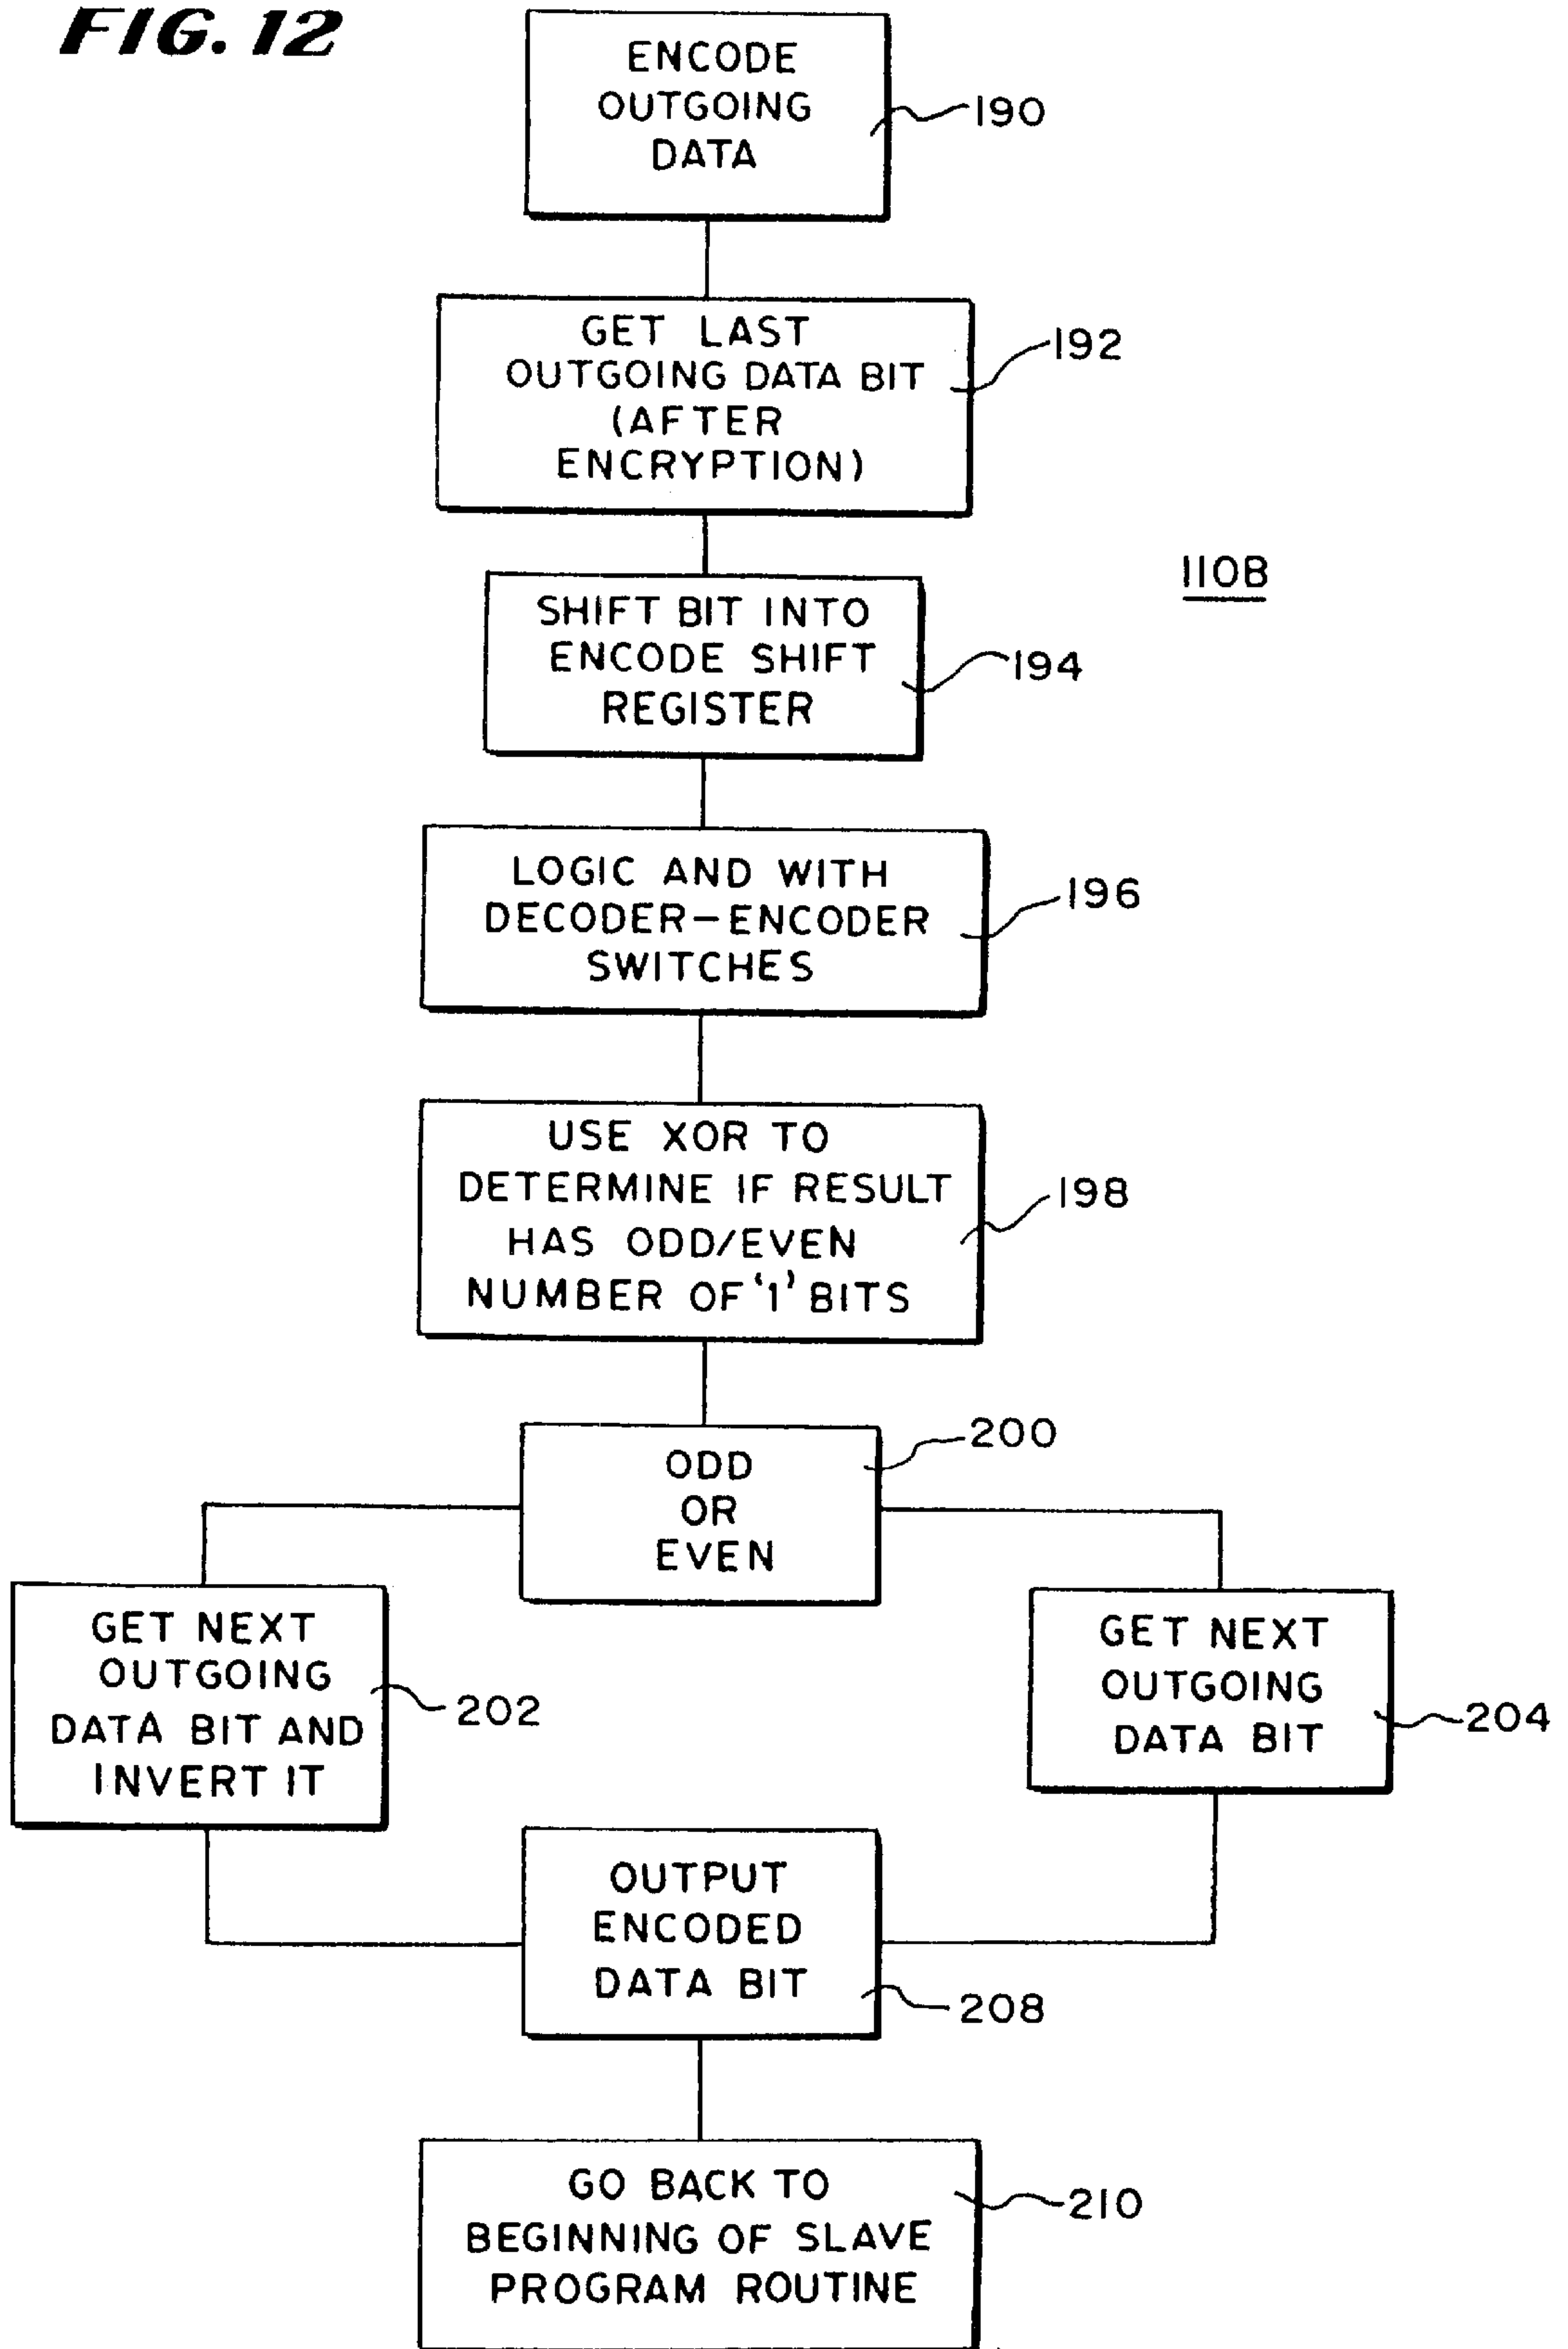 FIG. 12
ENCODE
OUTGOING
DATA
190
GET LAST
OUTGOING DATA BIT
(AFTER
ENCRYPTION)
192
110B
SHIFT BIT INTO
ENCODE SHIFT
REGISTER
194
LOGIC AND WITH
DECODER-ENCODER
SWITCHES
196
USE XOR TO
DETERMINE IF RESULT
HAS ODD/EVEN
NUMBER OF '1' BITS
198
ODD
OR
EVEN
200
GET NEXT
OUTGOING
DATA BIT AND
INVERT IT
202
GET NEXT
OUTGOING
DATA BIT
204
OUTPUT
ENCODED
DATA BIT
208
GO BACK TO
BEGINNING OF SLAVE
PROGRAM ROUTINE
210